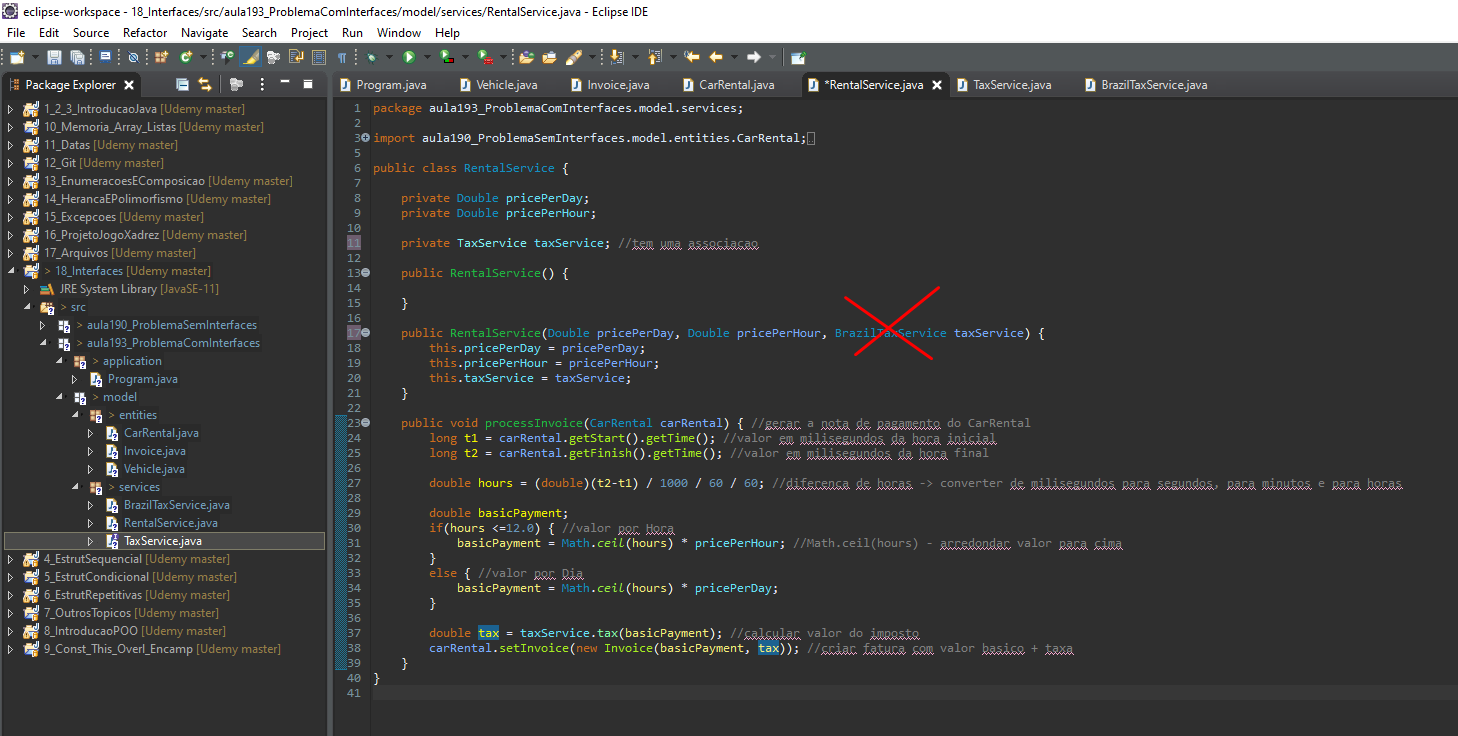 eclipse-workspace - 18_Interfaces/src/aula193_ProblemaComInterfaces/model/services/RentalService.java - Eclipse IDE
File Edit Source Refactor Navigate Search Project Run Window Help
Package Explorer
1_2_3_IntroducaoJava [Udemy master]
10_Memoria_Array_Listas [Udemy master]
11_Datas [Udemy master]
12_Git [Udemy master]
13_EnumeracoesEComposicao [Udemy master]
14_HerancaEPolimorfismo [Udemy master]
15_Excepcoes [Udemy master]
16_ProjetoJogoXadrez [Udemy master]
17_Arquivos [Udemy master]
> 18_Interfaces [Udemy master]
JRE System Library [JavaSE-11]
> src
> aula190_ProblemaSemInterfaces
> aula193_ProblemaComInterfaces
> application
Program.java
> model
> entities
CarRental.java
Invoice.java
Vehicle.java
> services
BrazilTaxService.java
RentalService.java
TaxService.java
4_EstrutSequencial [Udemy master]
5_EstrutCondicional [Udemy master]
6_EstrutRepetitivas [Udemy master]
7_OutrosTopicos [Udemy master]
8_IntroducaoPOO [Udemy master]
9_Const_This_Overl_Encamp [Udemy master]
Program.java Vehicle.java Invoice.java CarRental.java *RentalService.java TaxService.java BrazilTaxService.java
1 package aula193_ProblemaComInterfaces.model.services;
2
3 import aula190_ProblemaSemInterfaces.model.entities.CarRental;
5
6 public class RentalService {
7
8 private Double pricePerDay;
9 private Double pricePerHour;
10
11 private TaxService taxService; //tem uma associacao
12
13 public RentalService() {
14
15 }
16
17 public RentalService(Double pricePerDay, Double pricePerHour, BrazilTaxService taxService) {
18 this.pricePerDay = pricePerDay;
19 this.pricePerHour = pricePerHour;
20 this.taxService = taxService;
21 }
22
23 public void processInvoice(CarRental carRental) { //gerar a nota de pagamento do CarRental
24 long t1 = carRental.getStart().getTime(); //valor em milisegundos da hora inicial
25 long t2 = carRental.getFinish().getTime(); //valor em milisegundos da hora final
26
27 double hours = (double)(t2-t1) / 1000 / 60 / 60; //diferenca de horas -> converter de milisegundos para segundos, para minutos e para horas
28
29 double basicPayment;
30 if(hours <=12.0) { //valor por Hora
31 basicPayment = Math.ceil(hours) * pricePerHour; //Math.ceil(hours) - arredondar valor para cima
32 }
33 else { //valor por Dia
34 basicPayment = Math.ceil(hours) * pricePerDay;
35 }
36
37 double tax = taxService.tax(basicPayment); //calcular valor do imposto
38 carRental.setInvoice(new Invoice(basicPayment, tax)); //criar fatura com valor basico + taxa
39 }
40 }
41